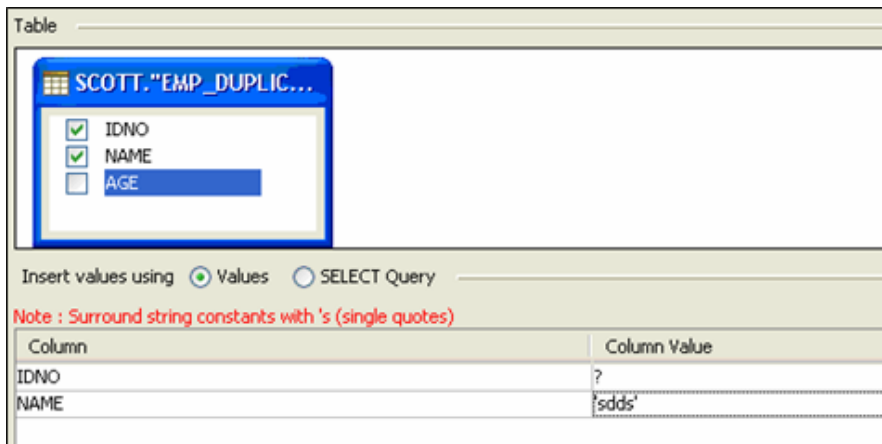 Table
SCOTT."EMP_DUPLIC...
IDNO
NAME
AGE
Insert values using Values SELECT Query
Note : Surround string constants with 's (single quotes)
Column Column Value
IDNO ?
NAME 'sdds'